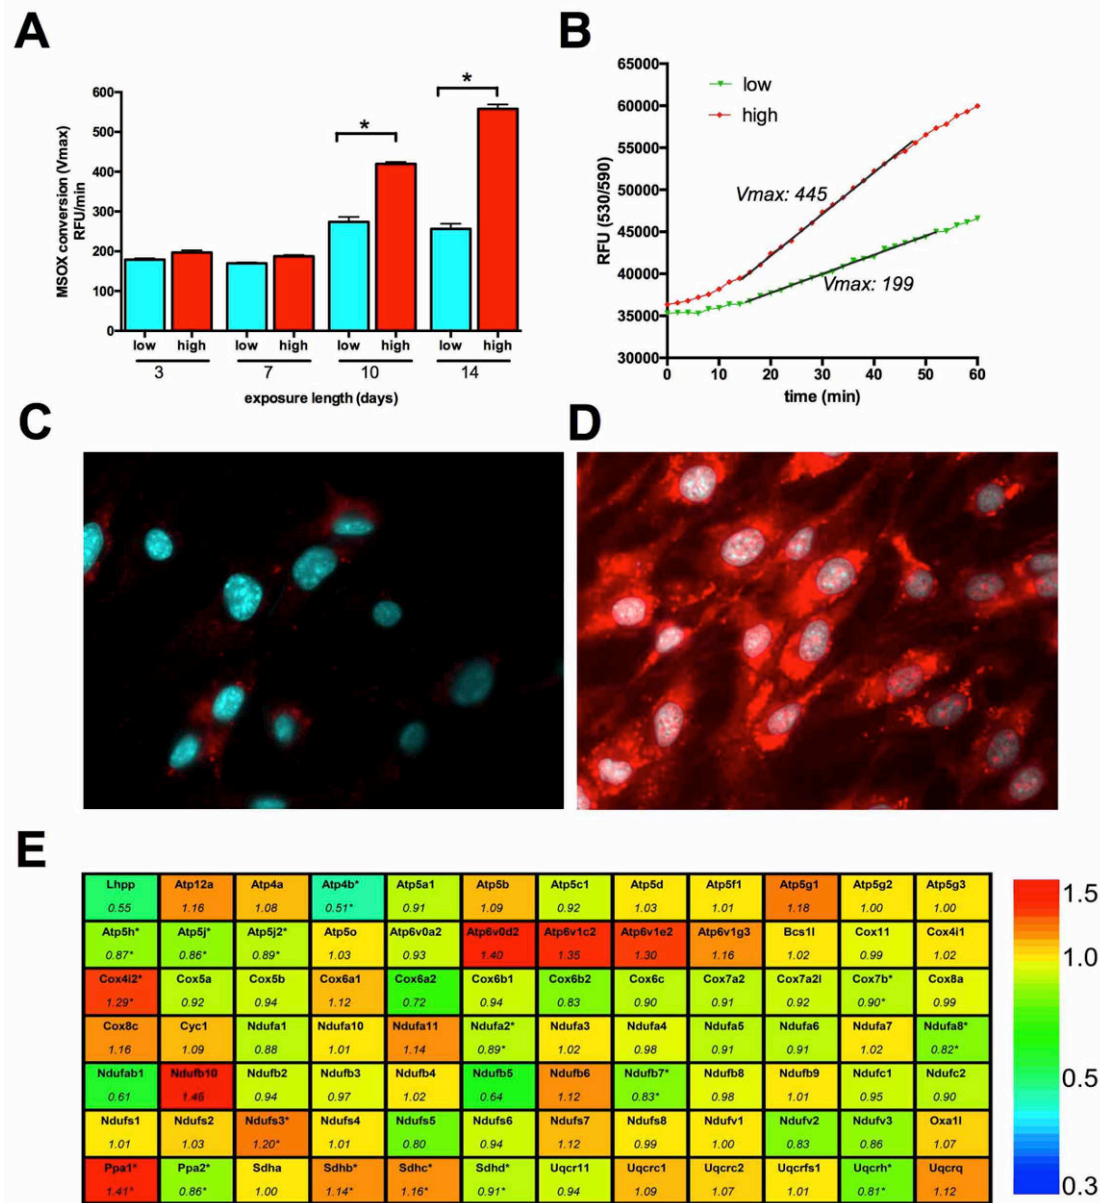 A
MSOX conversion (Vmax)
RFU/min
600
500
400
300
200
100
0
*
*
low high low high low high low high
3 7 10 14
exposure length (days)
B
RFU (530/590)
65000
60000
55000
50000
45000
40000
35000
30000
low
high
Vmax: 445
Vmax: 199
0 10 20 30 40 50 60
time (min)
C
D
E
Lhpp Atp12a Atp4a Atp4b* Atp5a1 Atp5b Atp5c1 Atp5d Atp5f1 Atp5g1 Atp5g2 Atp5g3
0.55 1.16 1.08 0.51* 0.91 1.09 0.92 1.03 1.01 1.18 1.00 1.00
Atp5h* Atp5j* Atp5j2* Atp5o Atp6v0a2 Atp6v0d2 Atp6v1c2 Atp6v1e2 Atp6v1g3 Bcs1l Cox11 Cox4i1
0.87* 0.86* 0.89* 1.03 0.93 1.40 1.35 1.30 1.16 1.02 0.99 1.02
Cox4i2* Cox5a Cox5b Cox6a1 Cox6a2 Cox6b1 Cox6b2 Cox6c Cox7a2 Cox7a2l Cox7b* Cox8a
1.29* 0.92 0.94 1.12 0.72 0.94 0.83 0.90 0.91 0.92 0.90* 0.99
Cox8c Cyc1 Ndufa1 Ndufa10 Ndufa11 Ndufa2* Ndufa3 Ndufa4 Ndufa5 Ndufa6 Ndufa7 Ndufa8*
1.16 1.09 0.88 1.01 1.14 0.89* 1.02 0.98 0.91 0.91 1.02 0.82*
Ndufab1 Ndufb10 Ndufb2 Ndufb3 Ndufb4 Ndufb5 Ndufb6 Ndufb7* Ndufb8 Ndufb9 Ndufc1 Ndufc2
0.61 1.46 0.94 0.97 1.02 0.64 1.12 0.83* 0.98 1.01 0.95 0.90
Ndufs1 Ndufs2 Ndufs3* Ndufs4 Ndufs5 Ndufs6 Ndufs7 Ndufs8 Ndufv1 Ndufv2 Ndufv3 Oxa1l
1.01 1.03 1.20* 1.01 0.80 0.94 1.12 0.99 1.00 0.83 0.86 1.07
Ppa1* Ppa2* Sdha Sdhb* Sdhc* Sdhd* Uqcr11 Uqcrc1 Uqcrc2 Uqcrfs1 Uqcrh* Uqcrq
1.41* 0.86* 1.00 1.14* 1.16* 0.91* 0.94 1.09 1.07 1.01 0.81* 1.12
1.5
1.0
0.5
0.3